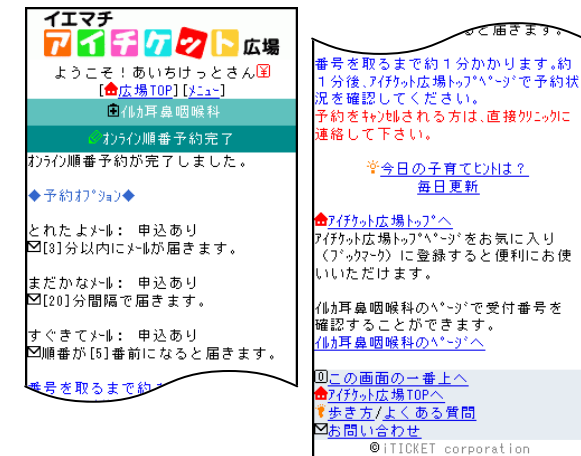 イエマチ
アイチケット広場
ようこそ！あいちけっとさん
[広場TOP][ﾒﾆｭｰ]
ｲﾙｶ耳鼻咽喉科
ｵﾝﾗｲﾝ順番予約完了
ｵﾝﾗｲﾝ順番予約が完了しました。
◆予約ｵﾌﾟｼｮﾝ◆
とれたよﾒｰﾙ： 申込あり
[3]分以内にﾒｰﾙが届きます。
まだかなﾒｰﾙ： 申込あり
[20]分間隔で届きます。
すぐきてﾒｰﾙ： 申込あり
順番が[5]番前になると届きます。
番号を取るまで約
と届きます。
番号を取るまで約１分かかります。約
１分後､ｱｲﾁｹｯﾄ広場ﾄｯﾌﾟﾍﾟｰｼﾞで予約状
況を確認してください。
予約をｷｬﾝｾﾙされる方は､直接ｸﾘﾆｯｸに
連絡して下さい。
今日の子育てﾋﾝﾄは？
毎日更新
ｱｲﾁｹｯﾄ広場ﾄｯﾌﾟへ
ｱｲﾁｹｯﾄ広場ﾄｯﾌﾟﾍﾟｰｼﾞをお気に入り
（ﾌﾞｯｸﾏｰｸ）に登録すると便利にお使
いいただけます。
ｲﾙｶ耳鼻咽喉科のﾍﾟｰｼﾞで受付番号を
確認することができます。
ｲﾙｶ耳鼻咽喉科のﾍﾟｰｼﾞへ
0この画面の一番上へ
ｱｲﾁｹｯﾄ広場TOPへ
歩き方/よくある質問
お問い合わせ
©iTICKET corporation